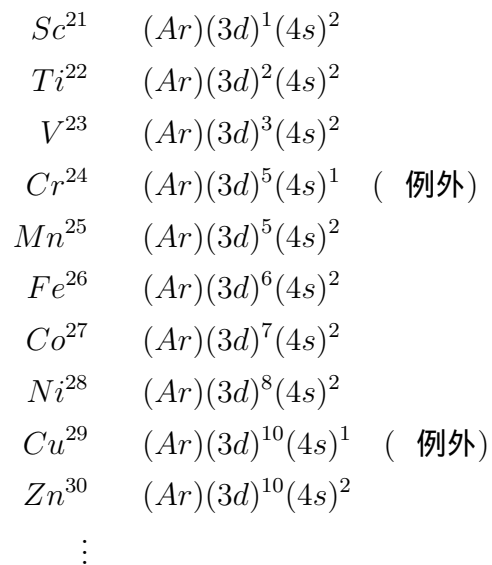 Sc²¹ (Ar)(3d)¹(4s)²
Ti²² (Ar)(3d)²(4s)²
V²³ (Ar)(3d)³(4s)²
Cr²⁴ (Ar)(3d)⁵(4s)¹ ( 例外)
Mn²⁵ (Ar)(3d)⁵(4s)²
Fe²⁶ (Ar)(3d)⁶(4s)²
Co²⁷ (Ar)(3d)⁷(4s)²
Ni²⁸ (Ar)(3d)⁸(4s)²
Cu²⁹ (Ar)(3d)¹⁰(4s)¹ ( 例外)
Zn³⁰ (Ar)(3d)¹⁰(4s)²
⋮